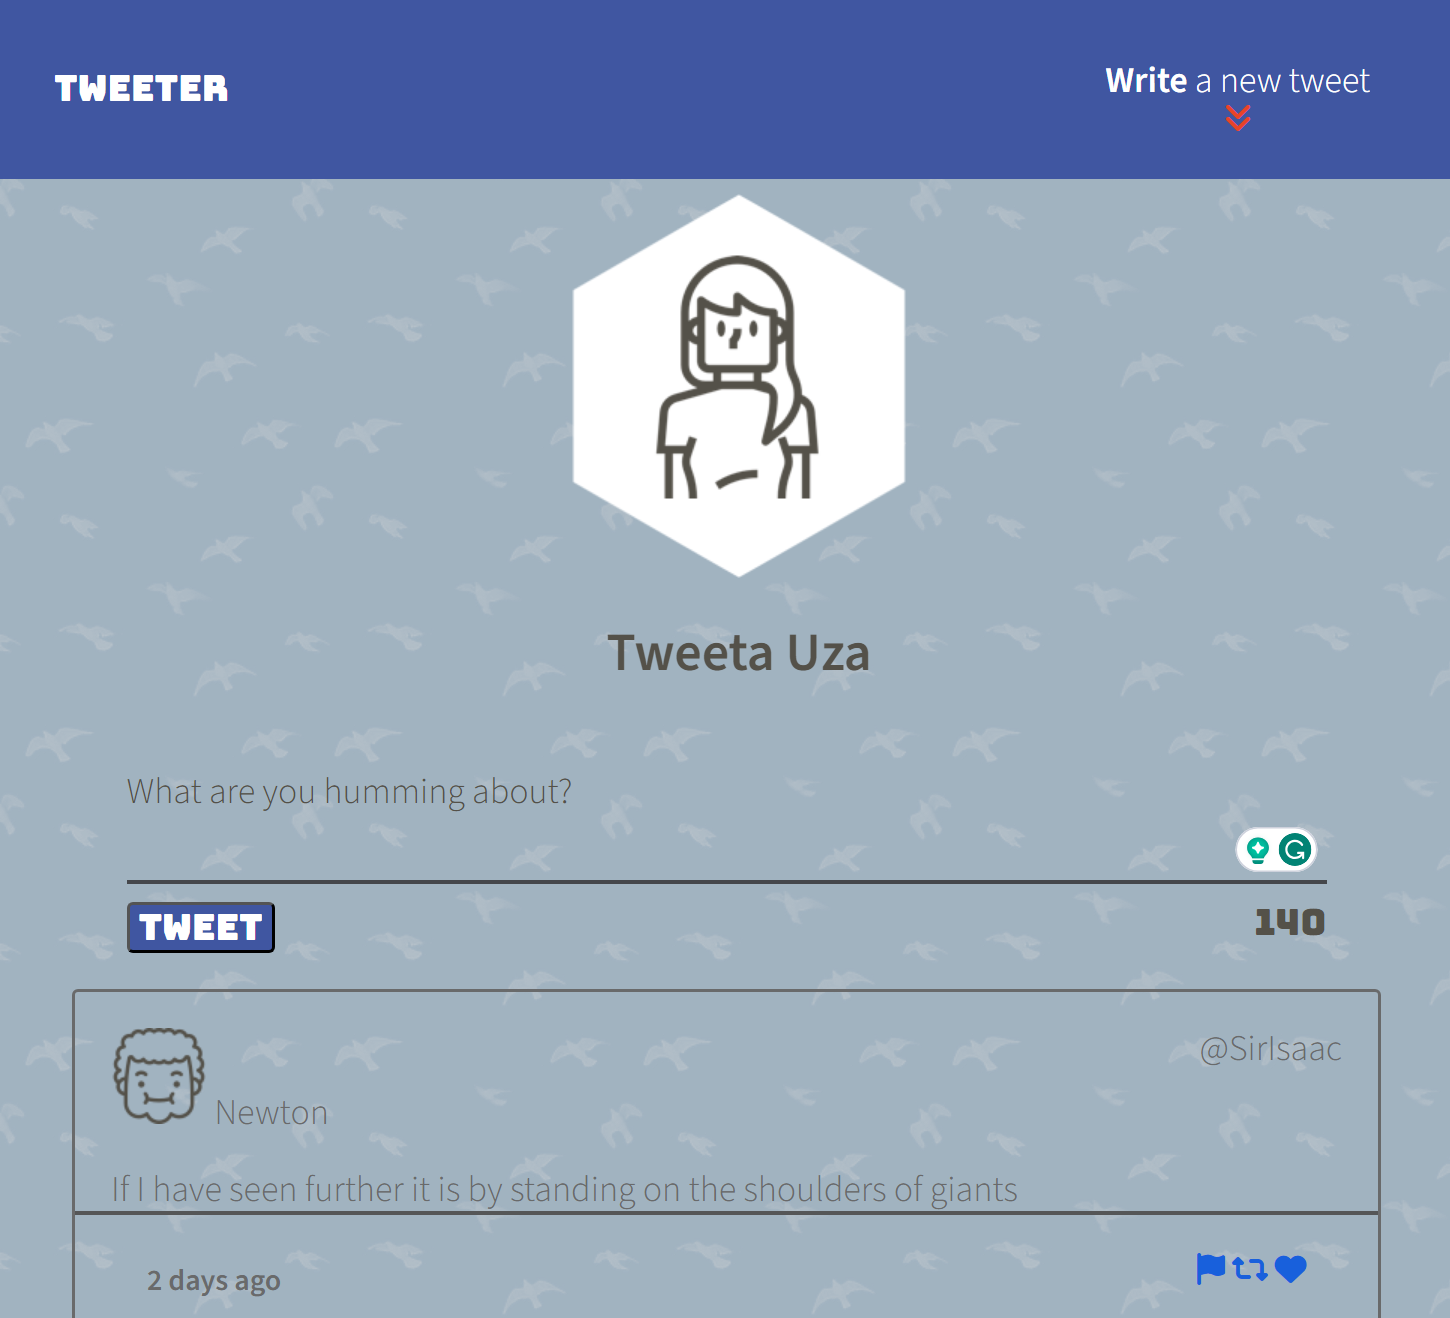 TWEETER
Write a new tweet
Tweeta Uza
What are you humming about?
TWEET
140
@SirIsaac
Newton
If I have seen further it is by standing on the shoulders of giants
2 days ago